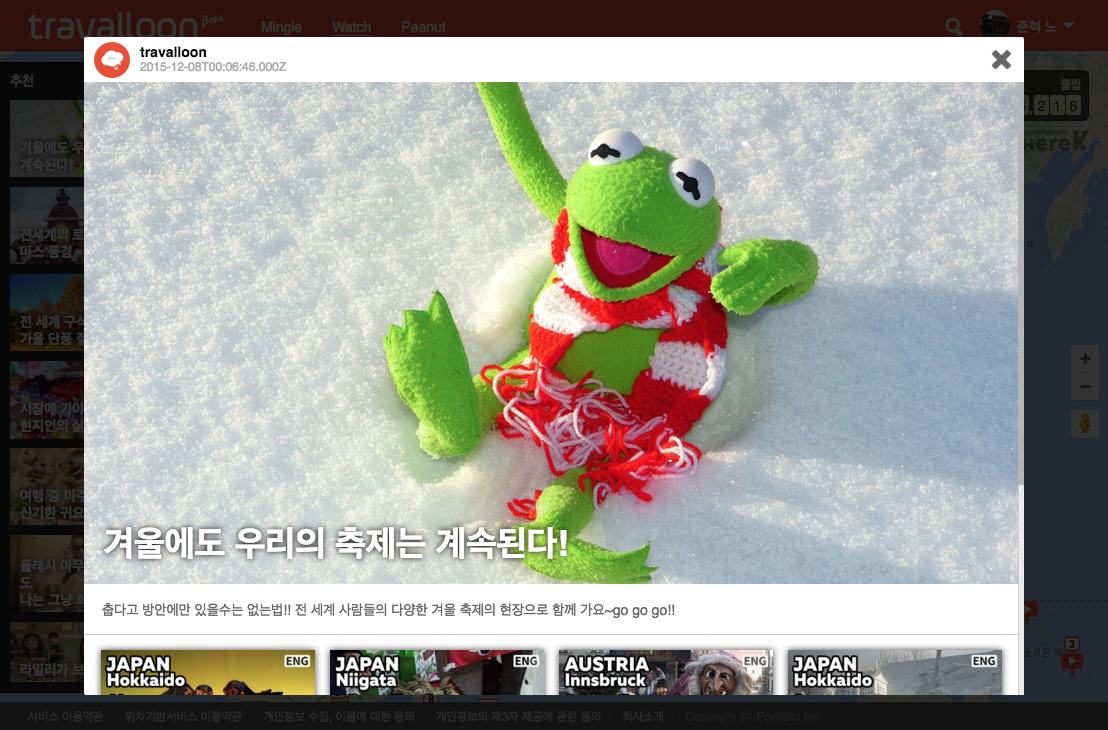 travalloon Beta
Mingle
Watch
Peanut
준혁 노
travalloon
2015-12-08T00:06:46.000Z
추천
클립
218
겨울에도 우
계속된다!
전세계의 로
마스 풍경
전 세계 구석
가을 단풍
시장에 가야
현지인의 삶
여행 중 마주
신기한 귀요
플래시 아무
도
나는 그냥
라일리가 보
겨울에도 우리의 축제는 계속된다!
춥다고 방안에만 있을수는 없는법!! 전 세계 사람들의 다양한 겨울 축제의 현장으로 함께 가요~go go go!!
JAPAN
Hokkaido
ENG
JAPAN
Niigata
ENG
AUSTRIA
Innsbruck
ENG
JAPAN
Hokkaido
ENG
3
서비스 이용약관
위치기반서비스 이용약관
개인정보 수집, 이용에 대한 동의
개인정보의 제3자 제공에 관한 동의
회사소개
Copyright © iPortfolio Inc.